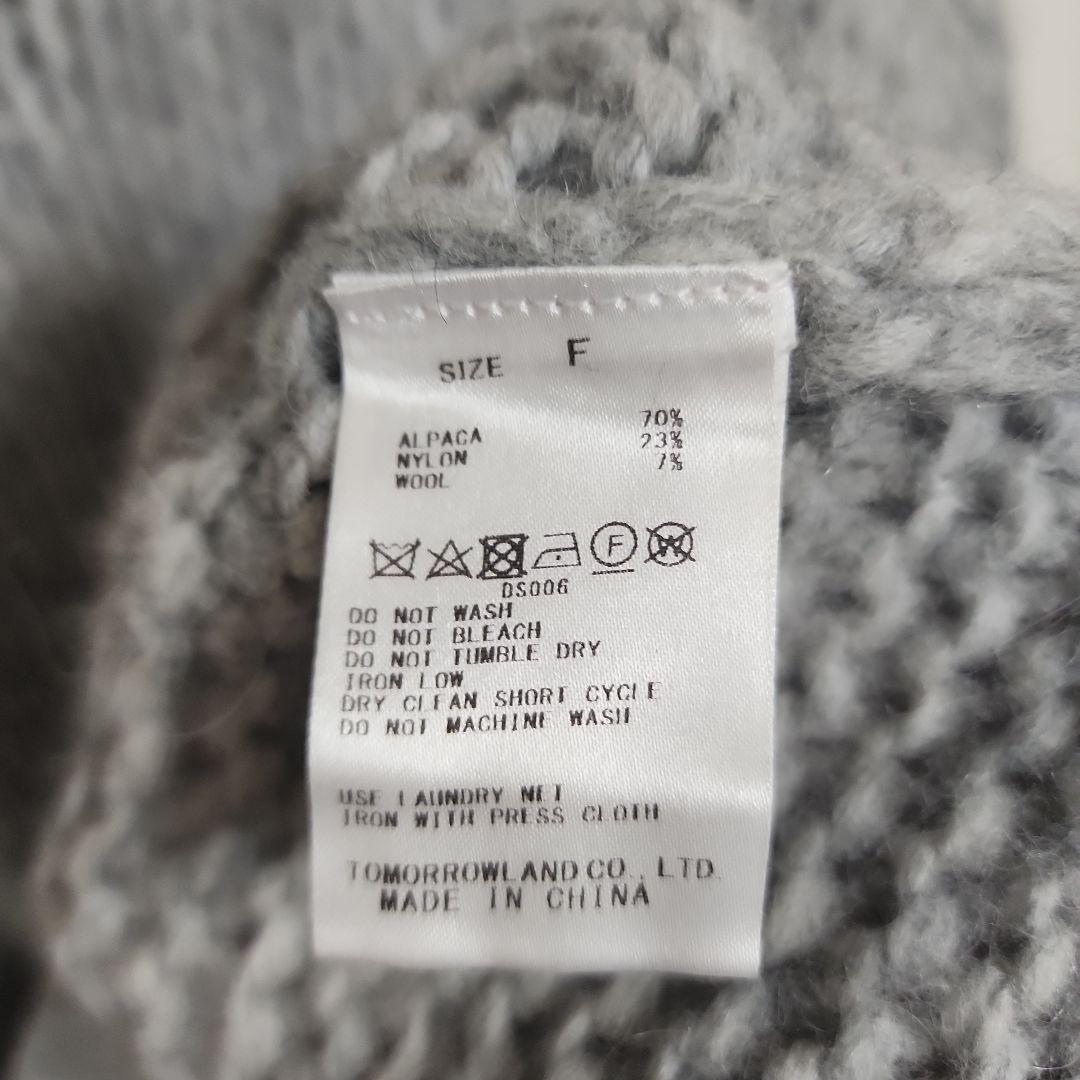 SIZE F
70%
ALPACA 23%
NYLON 7%
WOOL
F W
DS006
DO NOT WASH
DO NOT BLEACH
DO NOT TUMBLE DRY
IRON LOW
DRY CLEAN SHORT CYCLE
DO NOT MACHINE WASH
USE LAUNDRY NET
IRON WITH PRESS CLOTH
TOMORROWLAND CO., LTD.
MADE IN CHINA